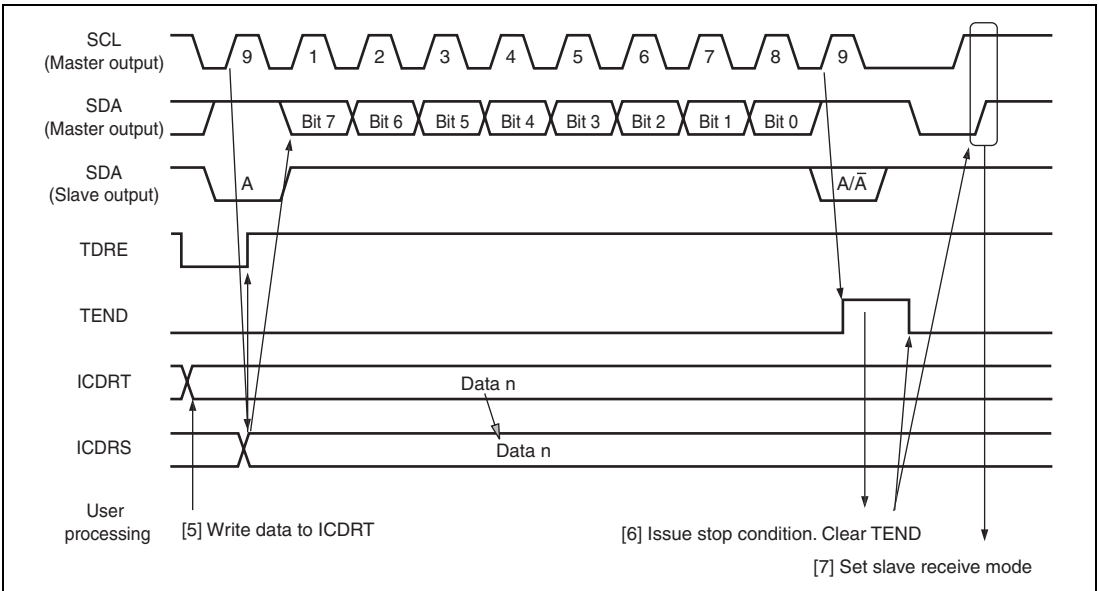 SCL
(Master output)
9 1 2 3 4 5 6 7 8 9
SDA
(Master output)
Bit 7 Bit 6 Bit 5 Bit 4 Bit 3 Bit 2 Bit 1 Bit 0
SDA
(Slave output)
A A/A̅
TDRE
TEND
ICDRT
Data n
ICDRS
Data n
User
processing
[5] Write data to ICDRT
[6] Issue stop condition. Clear TEND
[7] Set slave receive mode